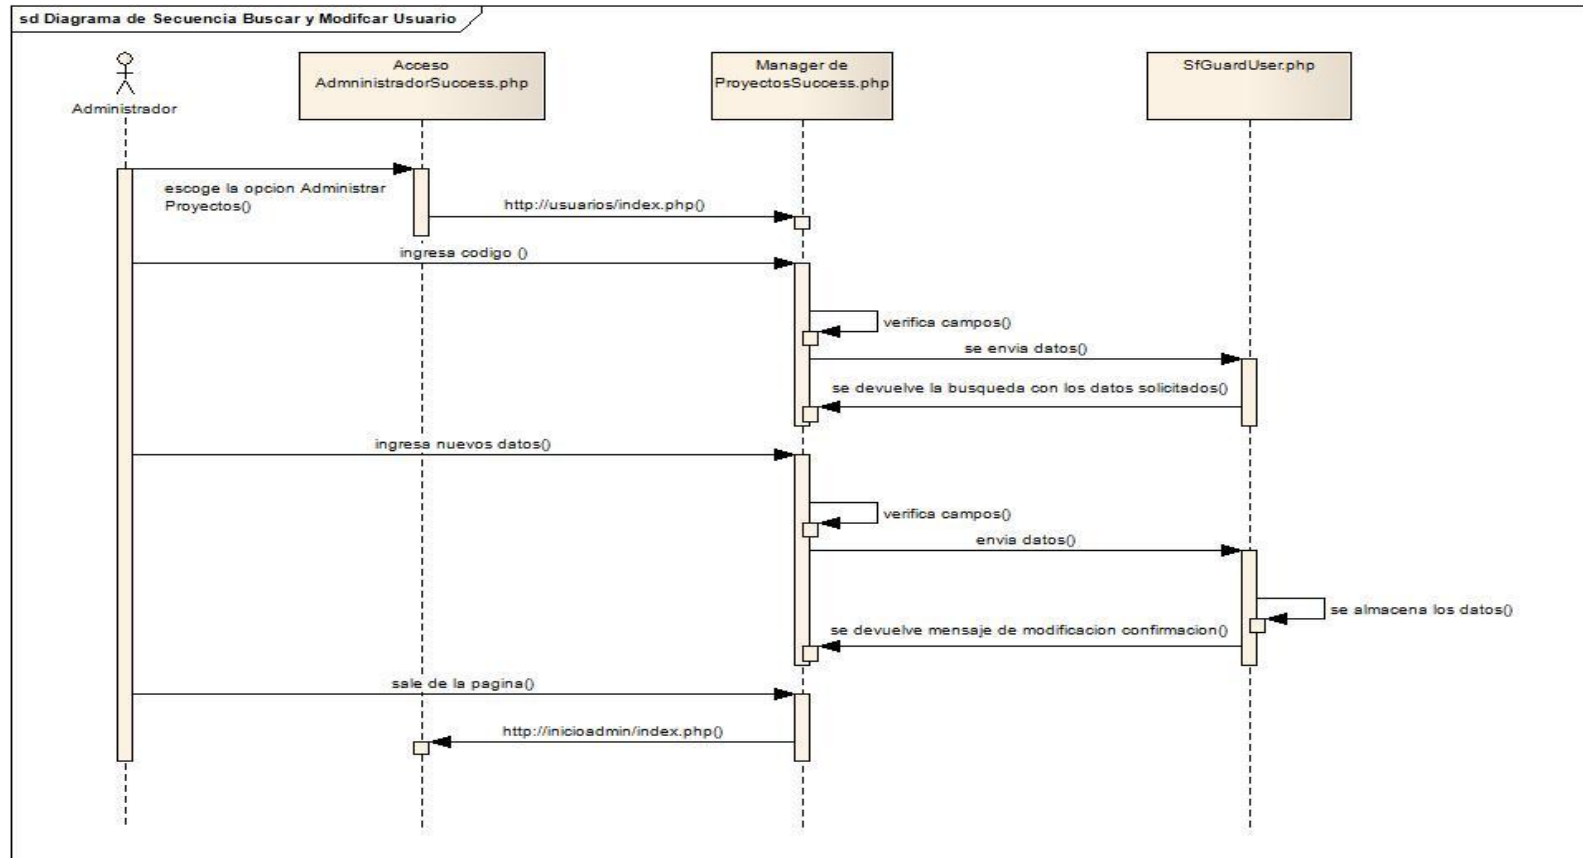 sd Diagrama de Secuencia Buscar y Modifcar Usuario
Administrador
Acceso
AdmninistradorSuccess.php
Manager de
ProyectosSuccess.php
SfGuardUser.php
escoge la opcion Administrar
Proyectos()
http://usuarios/index.php()
ingresa codigo ()
verifica campos()
se envia datos()
se devuelve la busqueda con los datos solicitados()
ingresa nuevos datos()
verifica campos()
envia datos()
se almacena los datos()
se devuelve mensaje de modificacion confirmacion()
sale de la pagina()
http://inicioadmin/index.php()